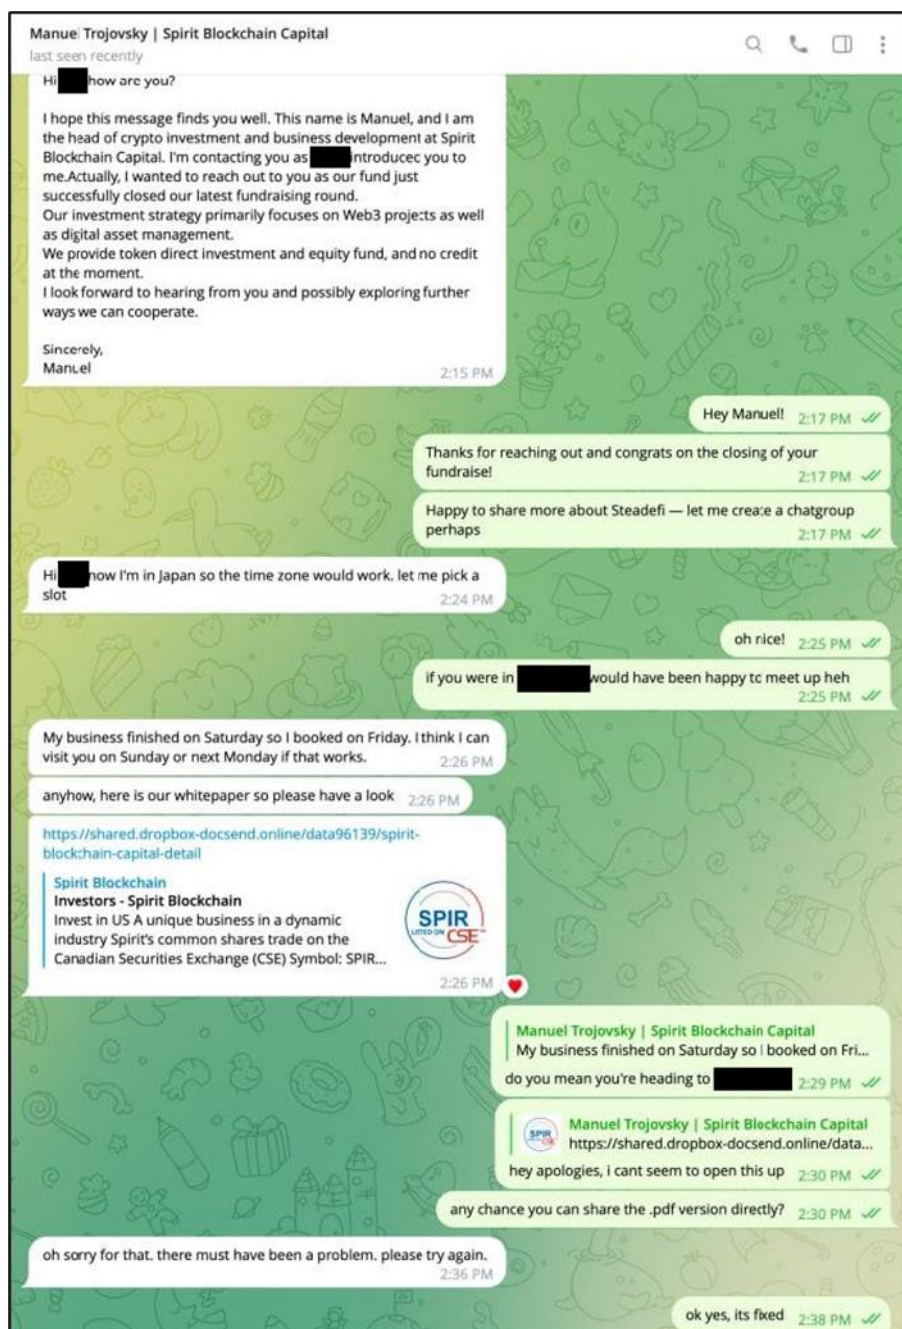 Manuel Trojovsky | Spirit Blockchain Capital
last seen recently
Hi how are you?
I hope this message finds you well. This name is Manuel, and I am
the head of crypto investment and business development at Spirit
Blockchain Capital. I'm contacting you as introduced you to
me.Actually, I wanted to reach out to you as our fund just
successfully closed our latest fundraising round.
Our investment strategy primarily focuses on Web3 projects as well
as digital asset management.
We provide token direct investment and equity fund, and no credit
at the moment.
I look forward to hearing from you and possibly exploring further
ways we can cooperate.
Sincerely,
Manuel
2:15 PM
Hey Manuel! 2:17 PM
Thanks for reaching out and congrats on the closing of your
fundraise!
2:17 PM
Happy to share more about Steadefi — let me create a chatgroup
perhaps
2:17 PM
Hi now I'm in Japan so the time zone would work. let me pick a
slot
2:24 PM
oh nice! 2:25 PM
if you were in would have been happy to meet up heh
2:25 PM
My business finished on Saturday so I booked on Friday. I think I can
visit you on Sunday or next Monday if that works.
2:26 PM
anyhow, here is our whitepaper so please have a look 2:26 PM
https://shared.dropbox-docsend.online/data96139/spirit-
blockchain-capital-detail
Spirit Blockchain
Investors - Spirit Blockchain
Invest in US A unique business in a dynamic
industry Spirit's common shares trade on the
Canadian Securities Exchange (CSE) Symbol: SPIR...
SPIR
LISTED ON CSE
2:26 PM
Manuel Trojovsky | Spirit Blockchain Capital
My business finished on Saturday so I booked on Fri...
do you mean you're heading to 2:29 PM
SPIR
Manuel Trojovsky | Spirit Blockchain Capital
https://shared.dropbox-docsend.online/data...
hey apologies, i cant seem to open this up 2:30 PM
any chance you can share the .pdf version directly? 2:30 PM
oh sorry for that. there must have been a problem. please try again.
2:36 PM
ok yes, its fixed 2:38 PM